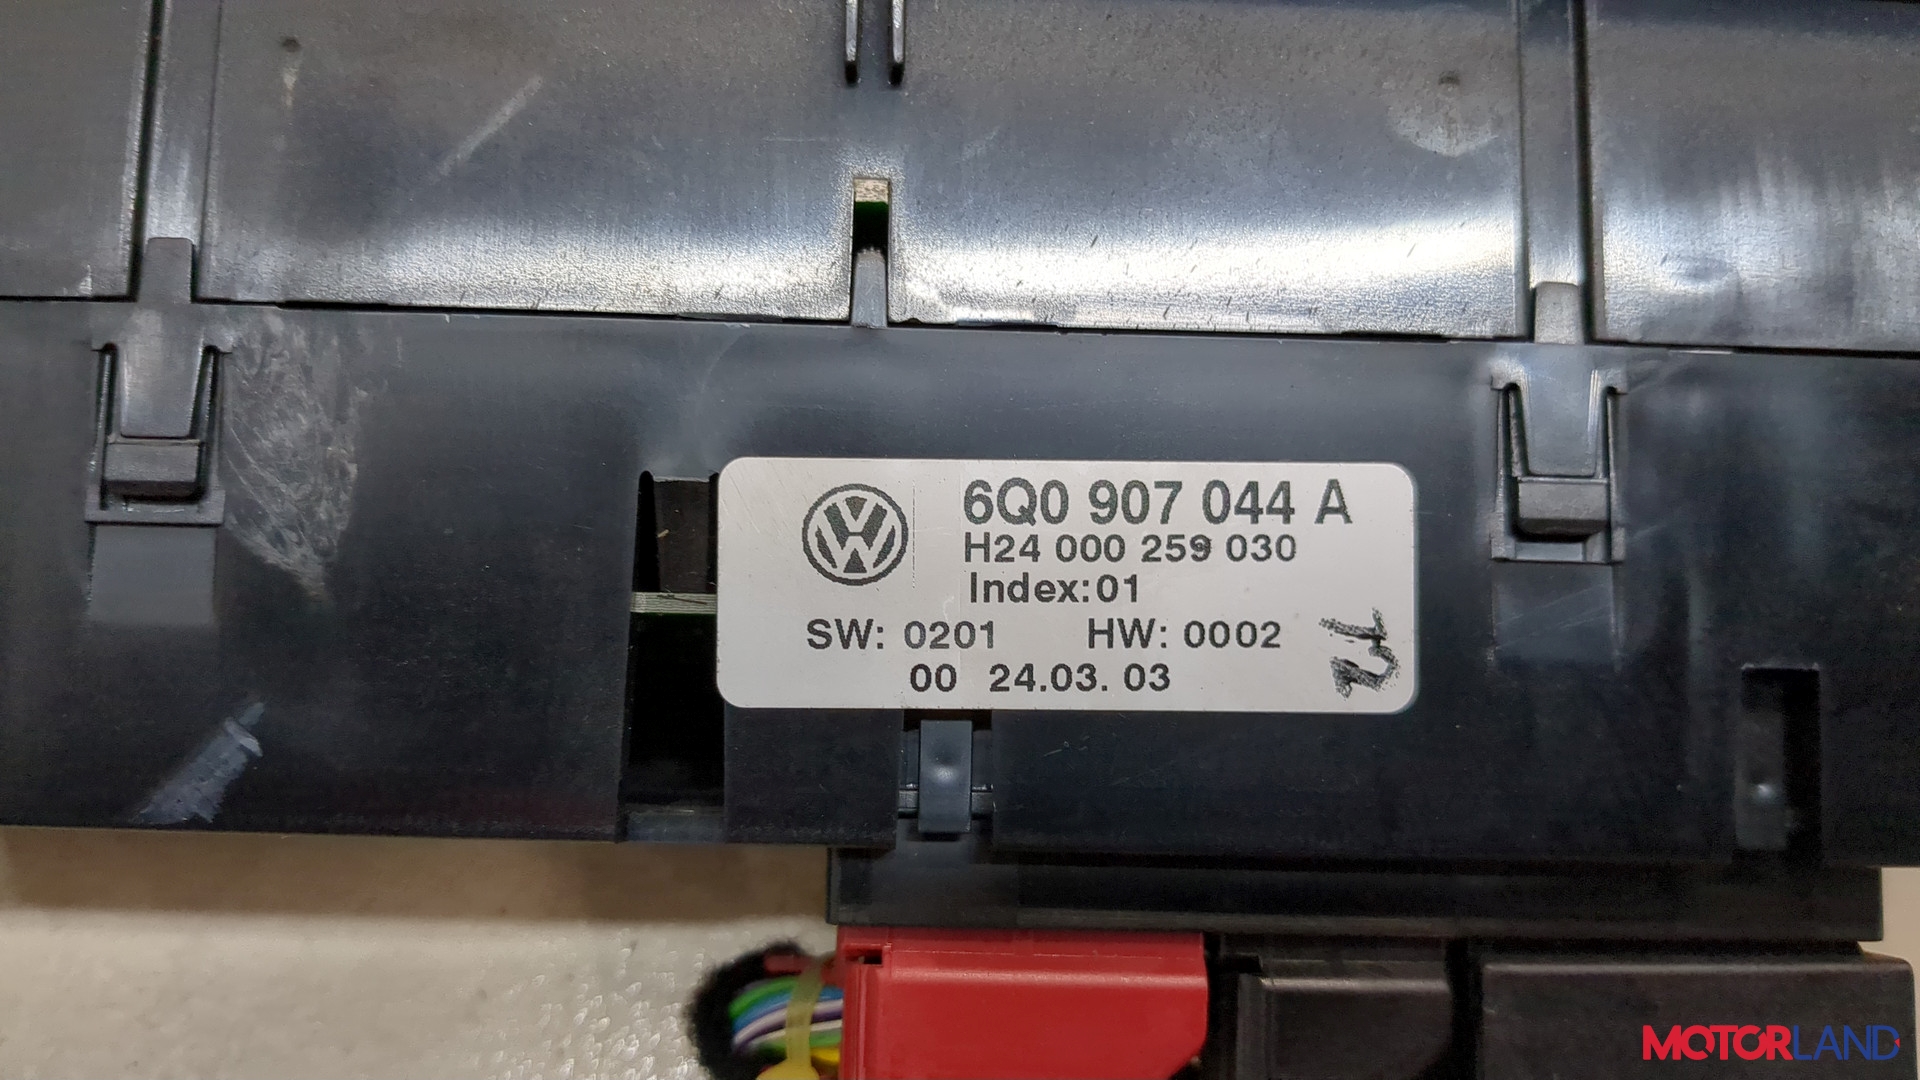 6Q0 907 044 A
H24 000 259 030
Index:01
SW: 0201 HW: 0002
00 24.03. 03
MOTORLAND